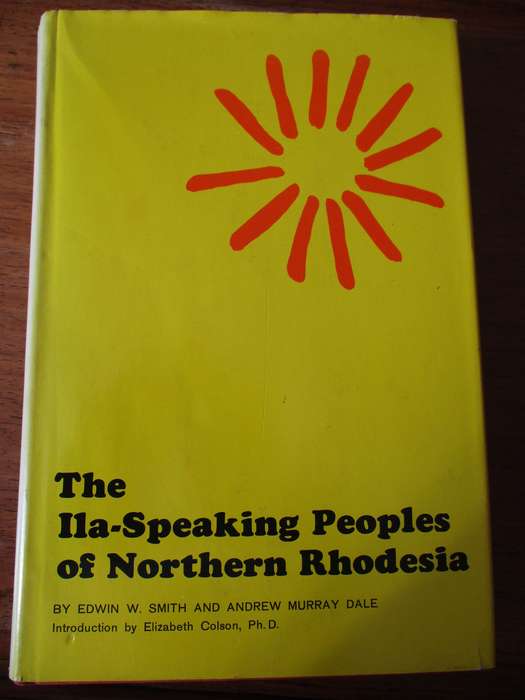 The
Ila-Speaking Peoples
of Northern Rhodesia
BY EDWIN W. SMITH AND ANDREW MURRAY DALE
Introduction by Elizabeth Colson, Ph.D.